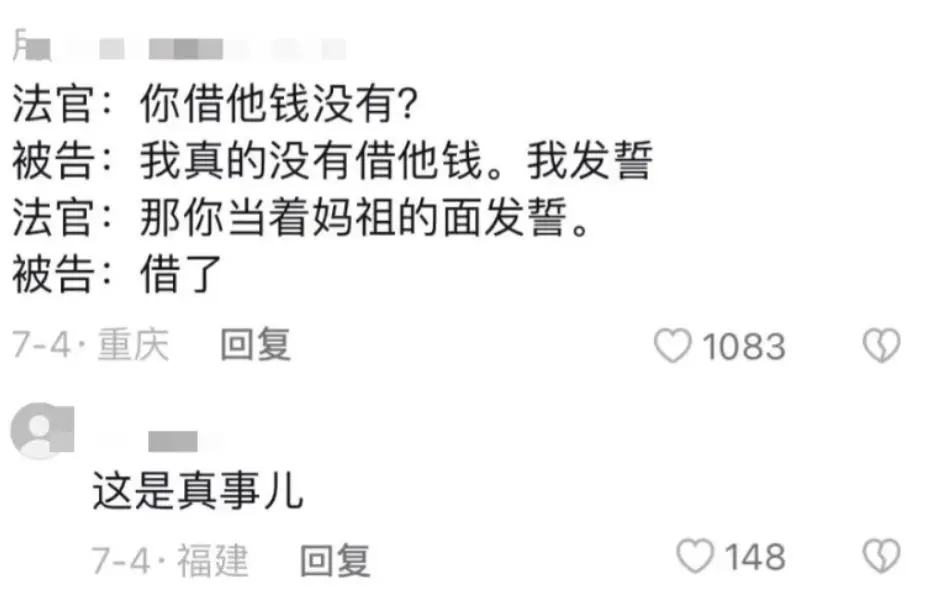 法官：你借他钱没有？
被告：我真的没有借他钱。我发誓
法官：那你当着妈祖的面发誓。
被告：借了
7-4·重庆 回复 1083
这是真事儿
7-4·福建 回复 148